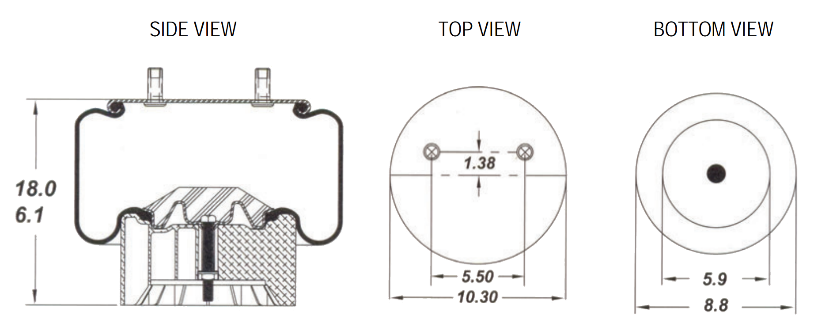 SIDE VIEW
TOP VIEW
BOTTOM VIEW
18.0
6.1
1.38
5.50
10.30
5.9
8.8